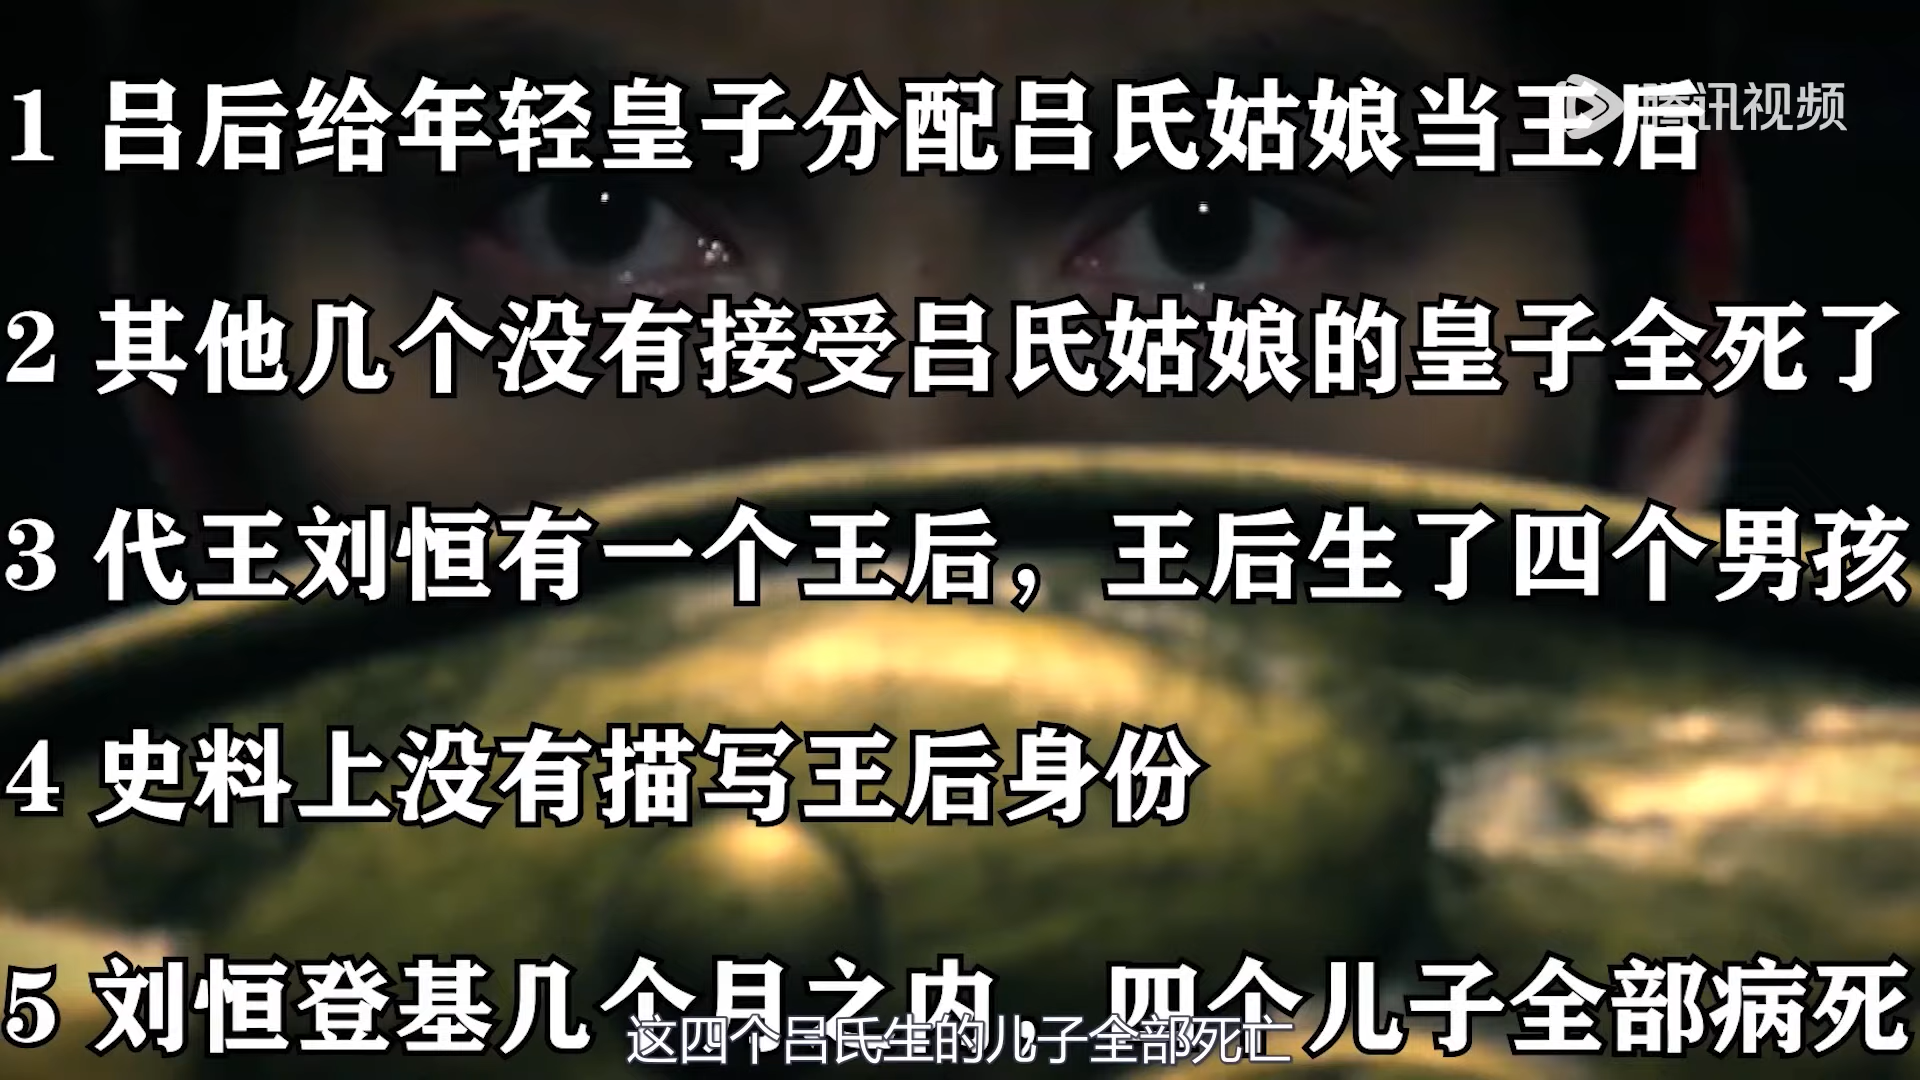 1 吕后给年轻皇子分配吕氏姑娘当王后
腾讯视频
2 其他几个没有接受吕氏姑娘的皇子全死了
3 代王刘恒有一个王后，王后生了四个男孩
4 史料上没有描写王后身份
5 刘恒登基几个月之内，四个儿子全部病死
这四个吕氏生的儿子全部死亡